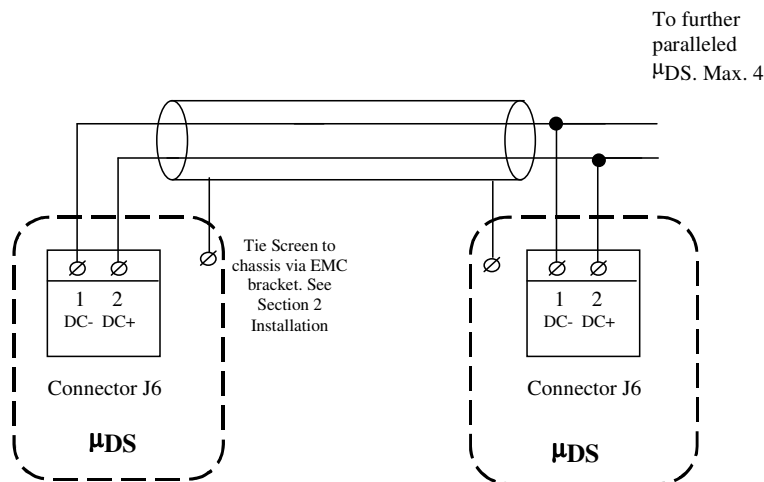 To further
paralleled
μDS. Max. 4
Tie Screen to
chassis via EMC
bracket. See
Section 2
Installation
1 2
DC- DC+
Connector J6
μDS
1 2
DC- DC+
Connector J6
μDS